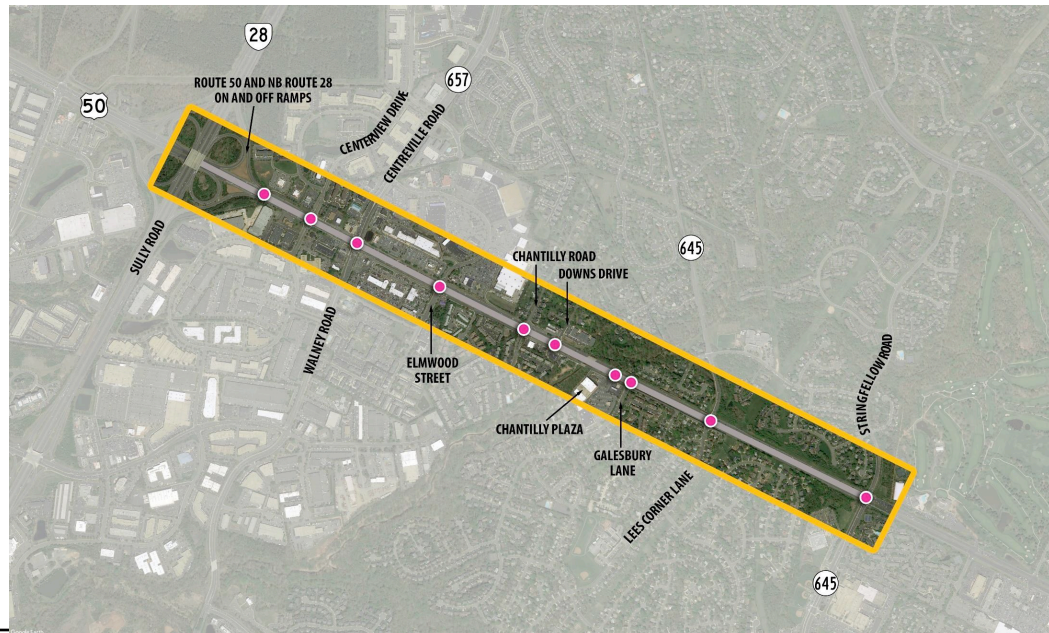 28
ROUTE 50 AND NB ROUTE 28
ON AND OFF RAMPS
50
657
CENTERVIEW DRIVE
CENTREVILLE ROAD
SULLY ROAD
CHANTILLY ROAD
DOWNS DRIVE
645
WALNEY ROAD
ELMWOOD
STREET
STRINGFELLOW ROAD
CHANTILLY PLAZA
GALESBURY
LANE
LEES CORNER LANE
645